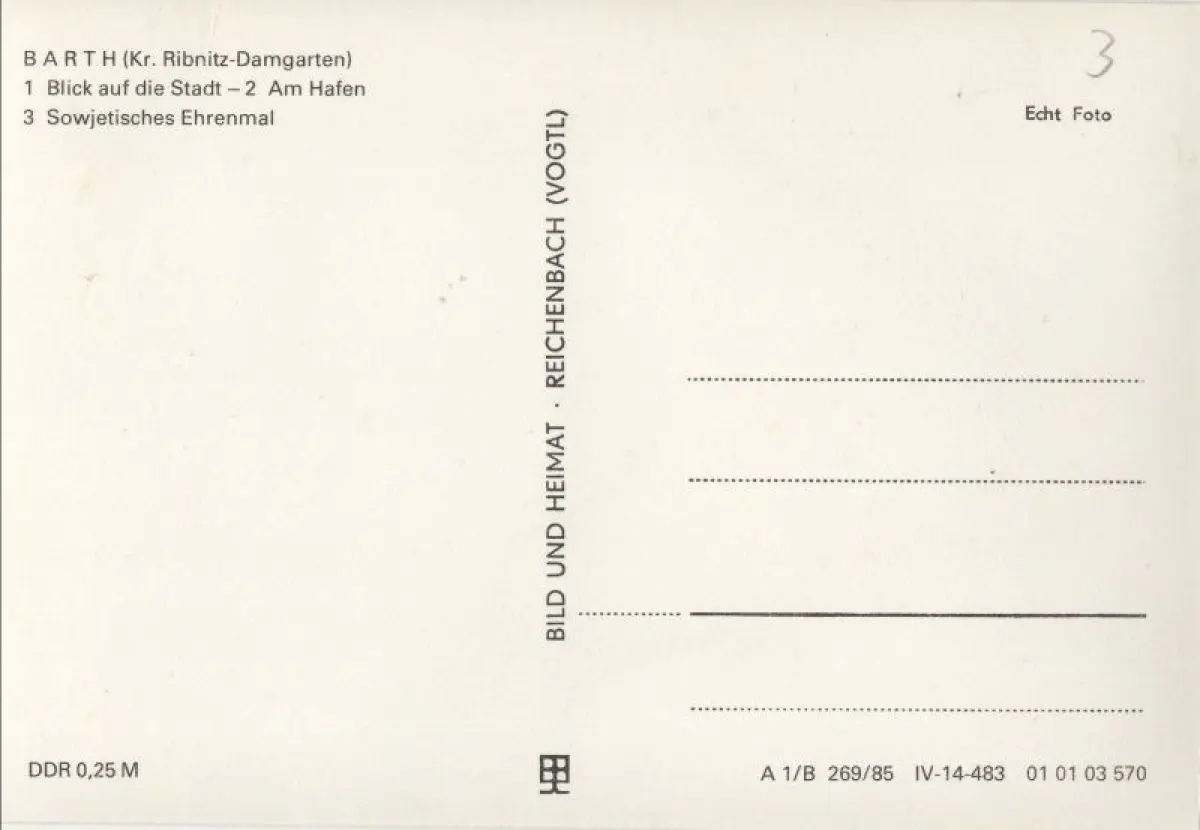 B A R T H (Kr. Ribnitz-Damgarten)
1 Blick auf die Stadt – 2 Am Hafen
3 Sowjetisches Ehrenmal
3
Echt Foto
BILD UND HEIMAT · REICHENBACH (VOGTL)
DDR 0,25 M
A 1/B 269/85 IV-14-483 01 01 03 570